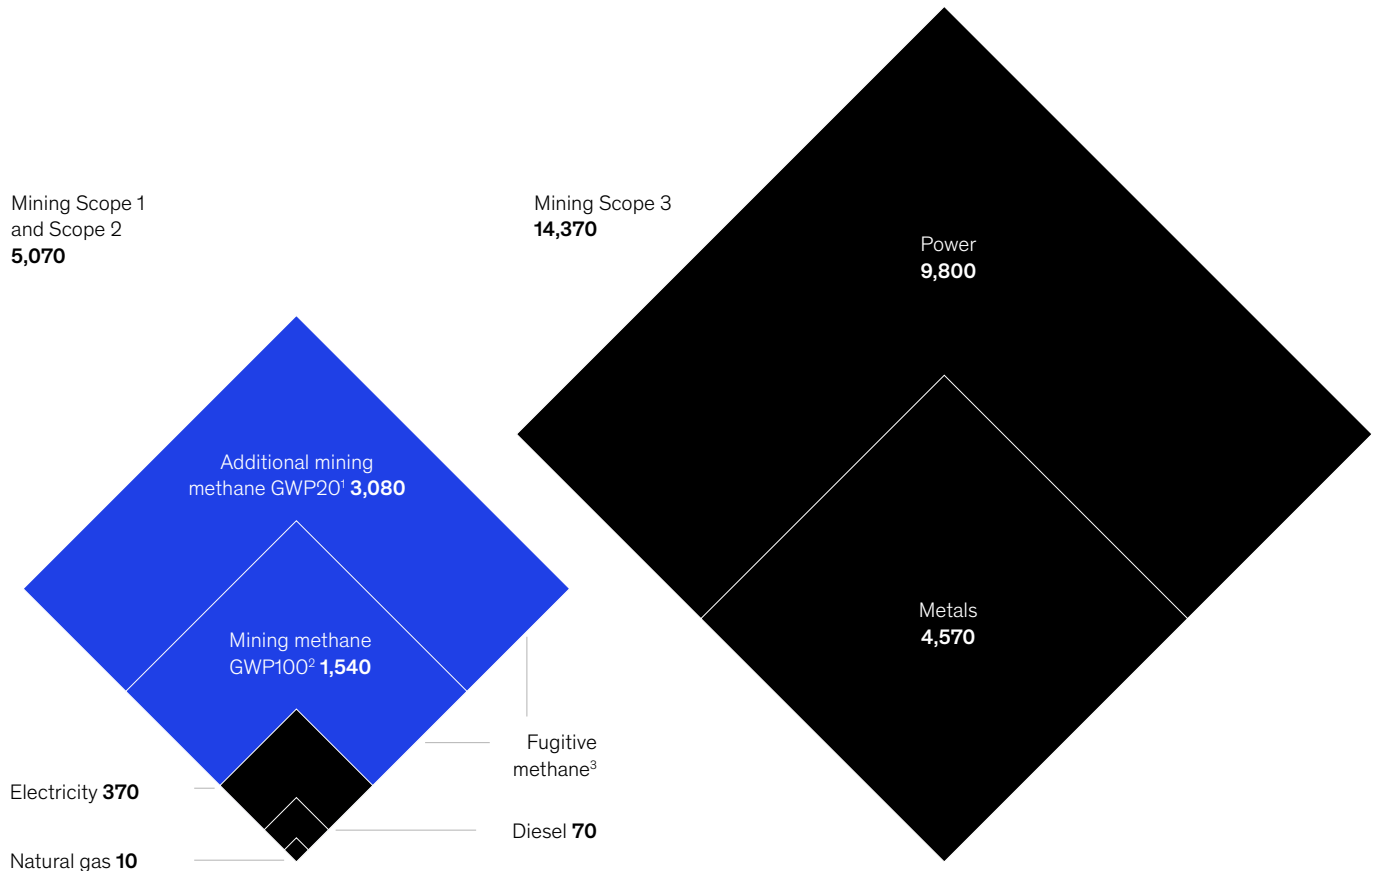 Mining Scope 1
and Scope 2
5,070
Mining Scope 3
14,370
Power
9,800
Additional mining
methane GWP20¹ 3,080
Mining methane
GWP100² 1,540
Metals
4,570
Fugitive
methane³
Electricity 370
Diesel 70
Natural gas 10